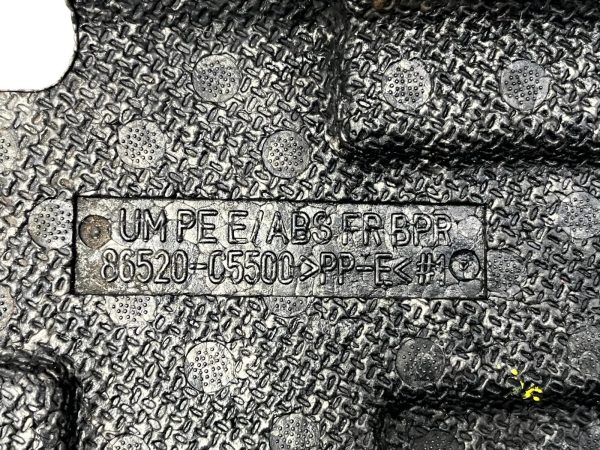 UM PE E/ABS FR BPR
86520-C5500 >PP-E< #1